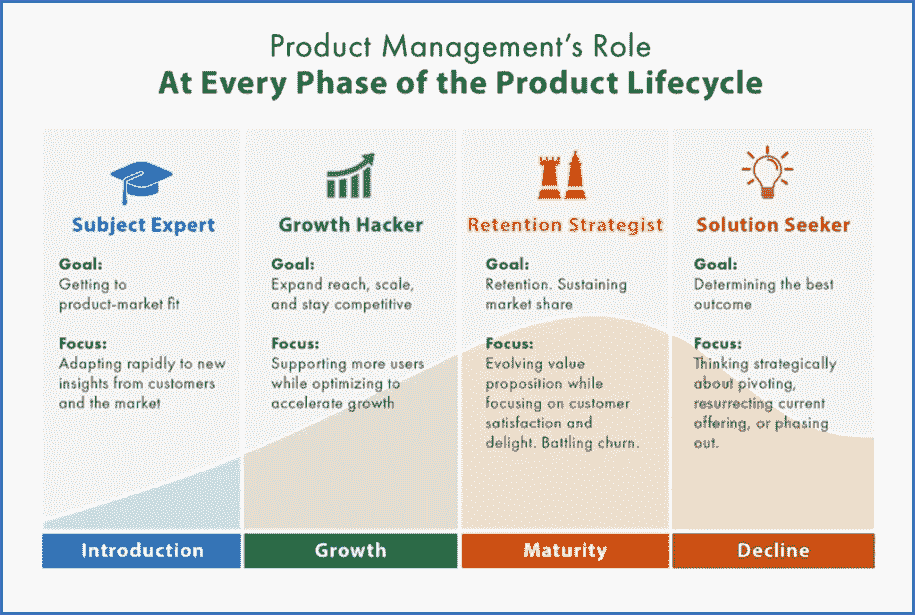 Product Management's Role
At Every Phase of the Product Lifecycle
Subject Expert
Goal:
Getting to
product-market fit
Focus:
Adapting rapidly to new
insights from customers
and the market
Introduction
Growth Hacker
Goal:
Expand reach, scale,
and stay competitive
Focus:
Supporting more users
while optimizing to
accelerate growth
Growth
Retention Strategist
Goal:
Retention. Sustaining
market share
Focus:
Evolving value
proposition while
focusing on customer
satisfaction and
delight. Battling churn.
Maturity
Solution Seeker
Goal:
Determining the best
outcome
Focus:
Thinking strategically
about pivoting,
resurrecting current
offering, or phasing
out.
Decline